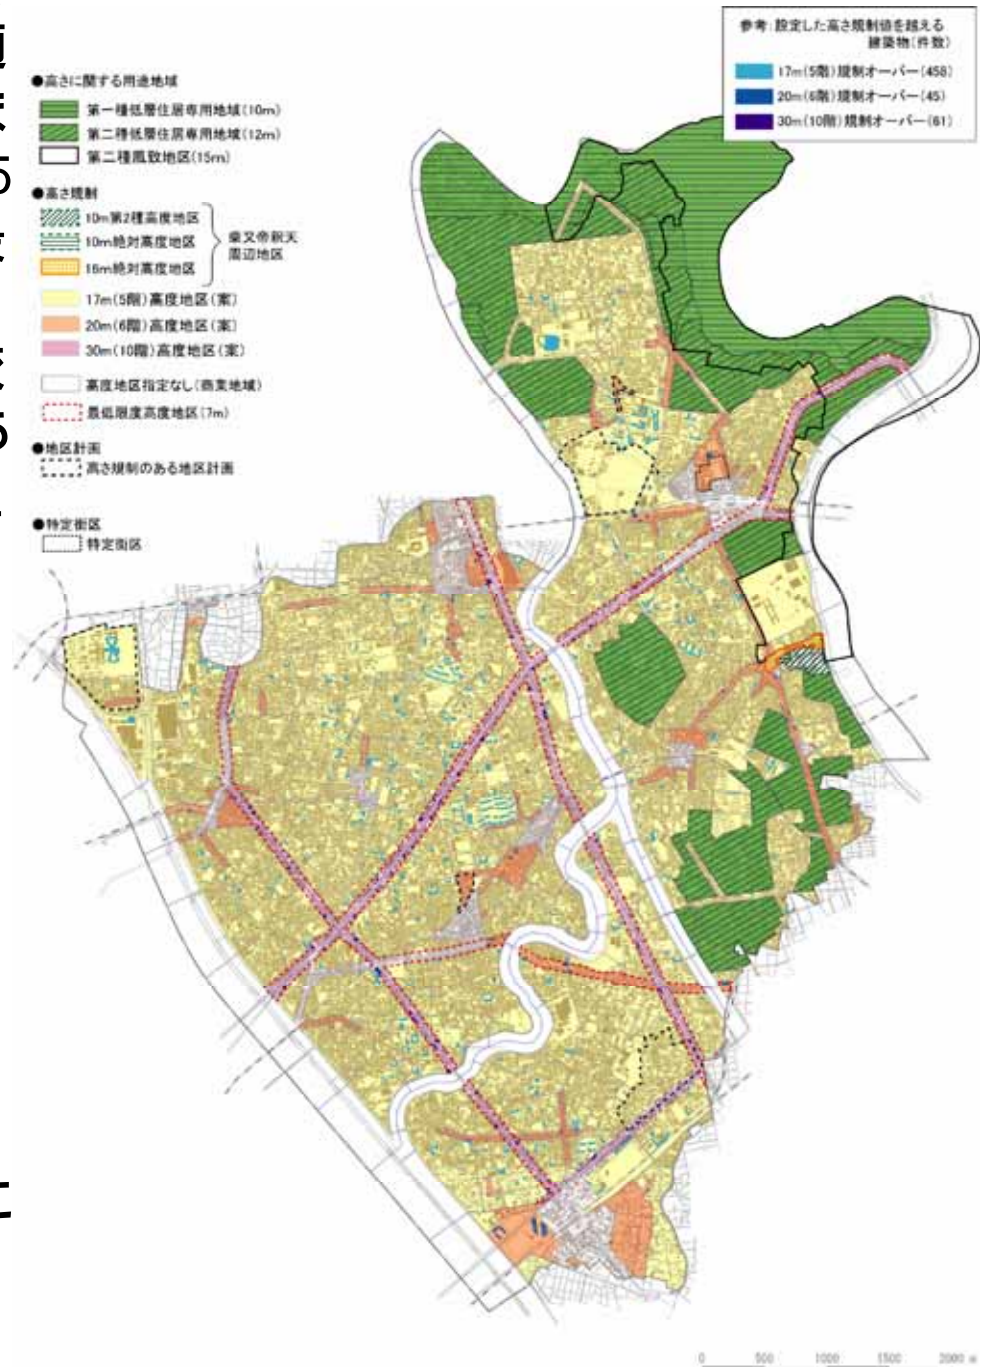 参考：設定した高さ規制値を越える
建築物（件数）
17m（5階）規制オーバー（458）
20m（6階）規制オーバー（45）
30m（10階）規制オーバー（61）
●高さに関する用途地域
第一種低層住居専用地域（10m）
第二種低層住居専用地域（12m）
第二種風致地区（15m）
●高さ規制
10m第2種高度地区
10m絶対高度地区
16m絶対高度地区
柴又帝釈天
周辺地区
17m（5階）高度地区（案）
20m（6階）高度地区（案）
30m（10階）高度地区（案）
高度地区指定なし（商業地域）
最低限度高度地区（7m）
●地区計画
高さ規制のある地区計画
●特定街区
特定街区
0 500 1000 1500 2000 m